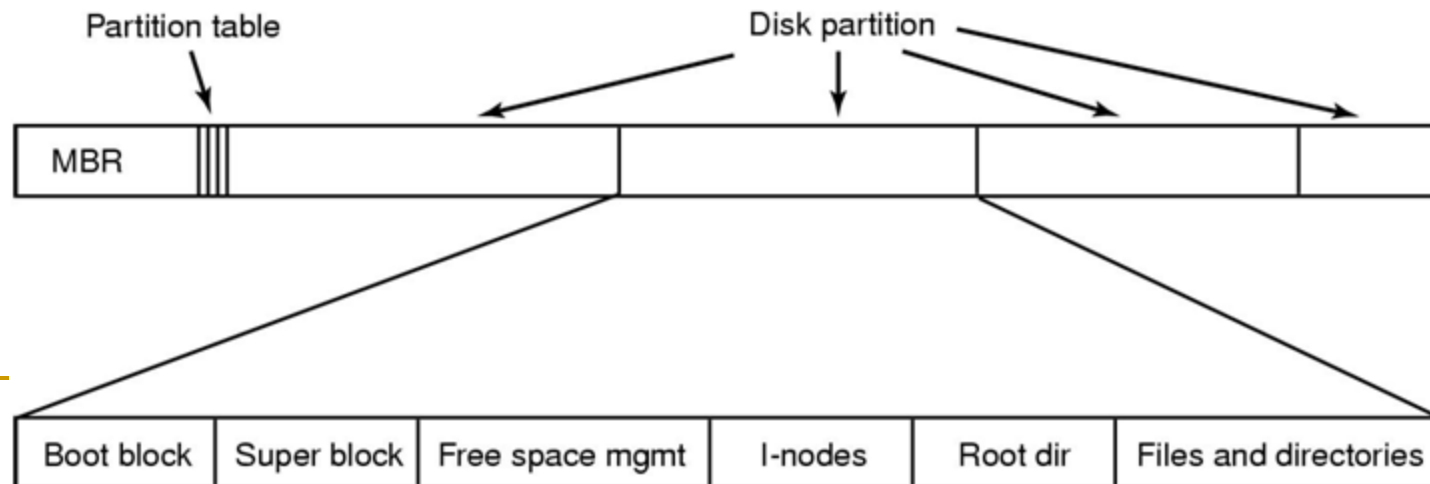 Partition table
Disk partition
MBR
Boot block
Super block
Free space mgmt
I-nodes
Root dir
Files and directories